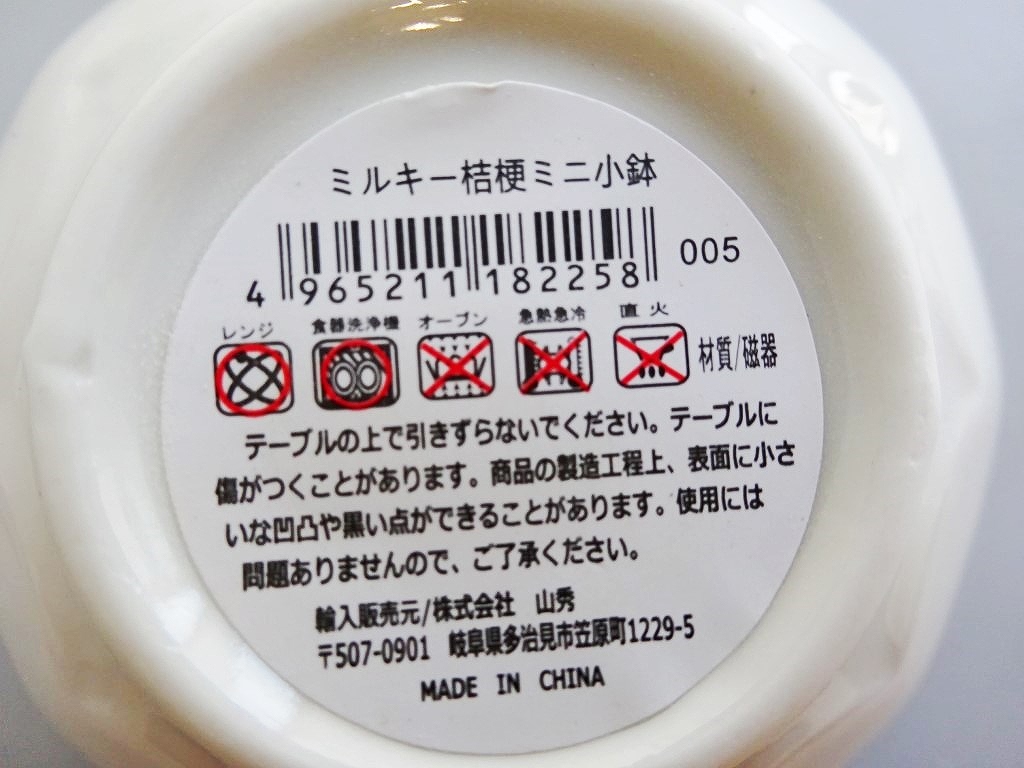 ミルキー桔梗ミニ小鉢
4 965211 182258 005
レンジ 食器洗浄機 オーブン 急熱急冷 直火
材質/磁器
テーブルの上で引きずらないでください。テーブルに
傷がつくことがあります。商品の製造工程上、表面に小さ
いな凹凸や黒い点ができることがあります。使用には
問題ありませんので、ご了承ください。
輸入販売元/株式会社 山秀
〒507-0901 岐阜県多治見市笠原町1229-5
MADE IN CHINA